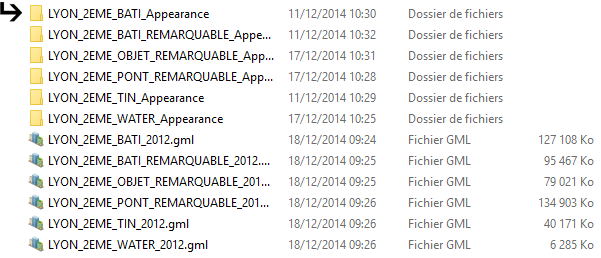 LYON_2EME_BATI_Appearance 11/12/2014 10:30 Dossier de fichiers
LYON_2EME_BATI_REMARQUABLE_Appe... 11/12/2014 10:32 Dossier de fichiers
LYON_2EME_OBJET_REMARQUABLE_App... 17/12/2014 10:31 Dossier de fichiers
LYON_2EME_PONT_REMARQUABLE_App... 17/12/2014 10:28 Dossier de fichiers
LYON_2EME_TIN_Appearance 11/12/2014 10:29 Dossier de fichiers
LYON_2EME_WATER_Appearance 17/12/2014 10:25 Dossier de fichiers
LYON_2EME_BATI_2012.gml 18/12/2014 09:24 Fichier GML 127 108 Ko
LYON_2EME_BATI_REMARQUABLE_2012.... 18/12/2014 09:25 Fichier GML 95 467 Ko
LYON_2EME_OBJET_REMARQUABLE_201... 18/12/2014 09:25 Fichier GML 79 021 Ko
LYON_2EME_PONT_REMARQUABLE_201... 18/12/2014 09:26 Fichier GML 134 903 Ko
LYON_2EME_TIN_2012.gml 18/12/2014 09:26 Fichier GML 40 171 Ko
LYON_2EME_WATER_2012.gml 18/12/2014 09:26 Fichier GML 6 285 Ko